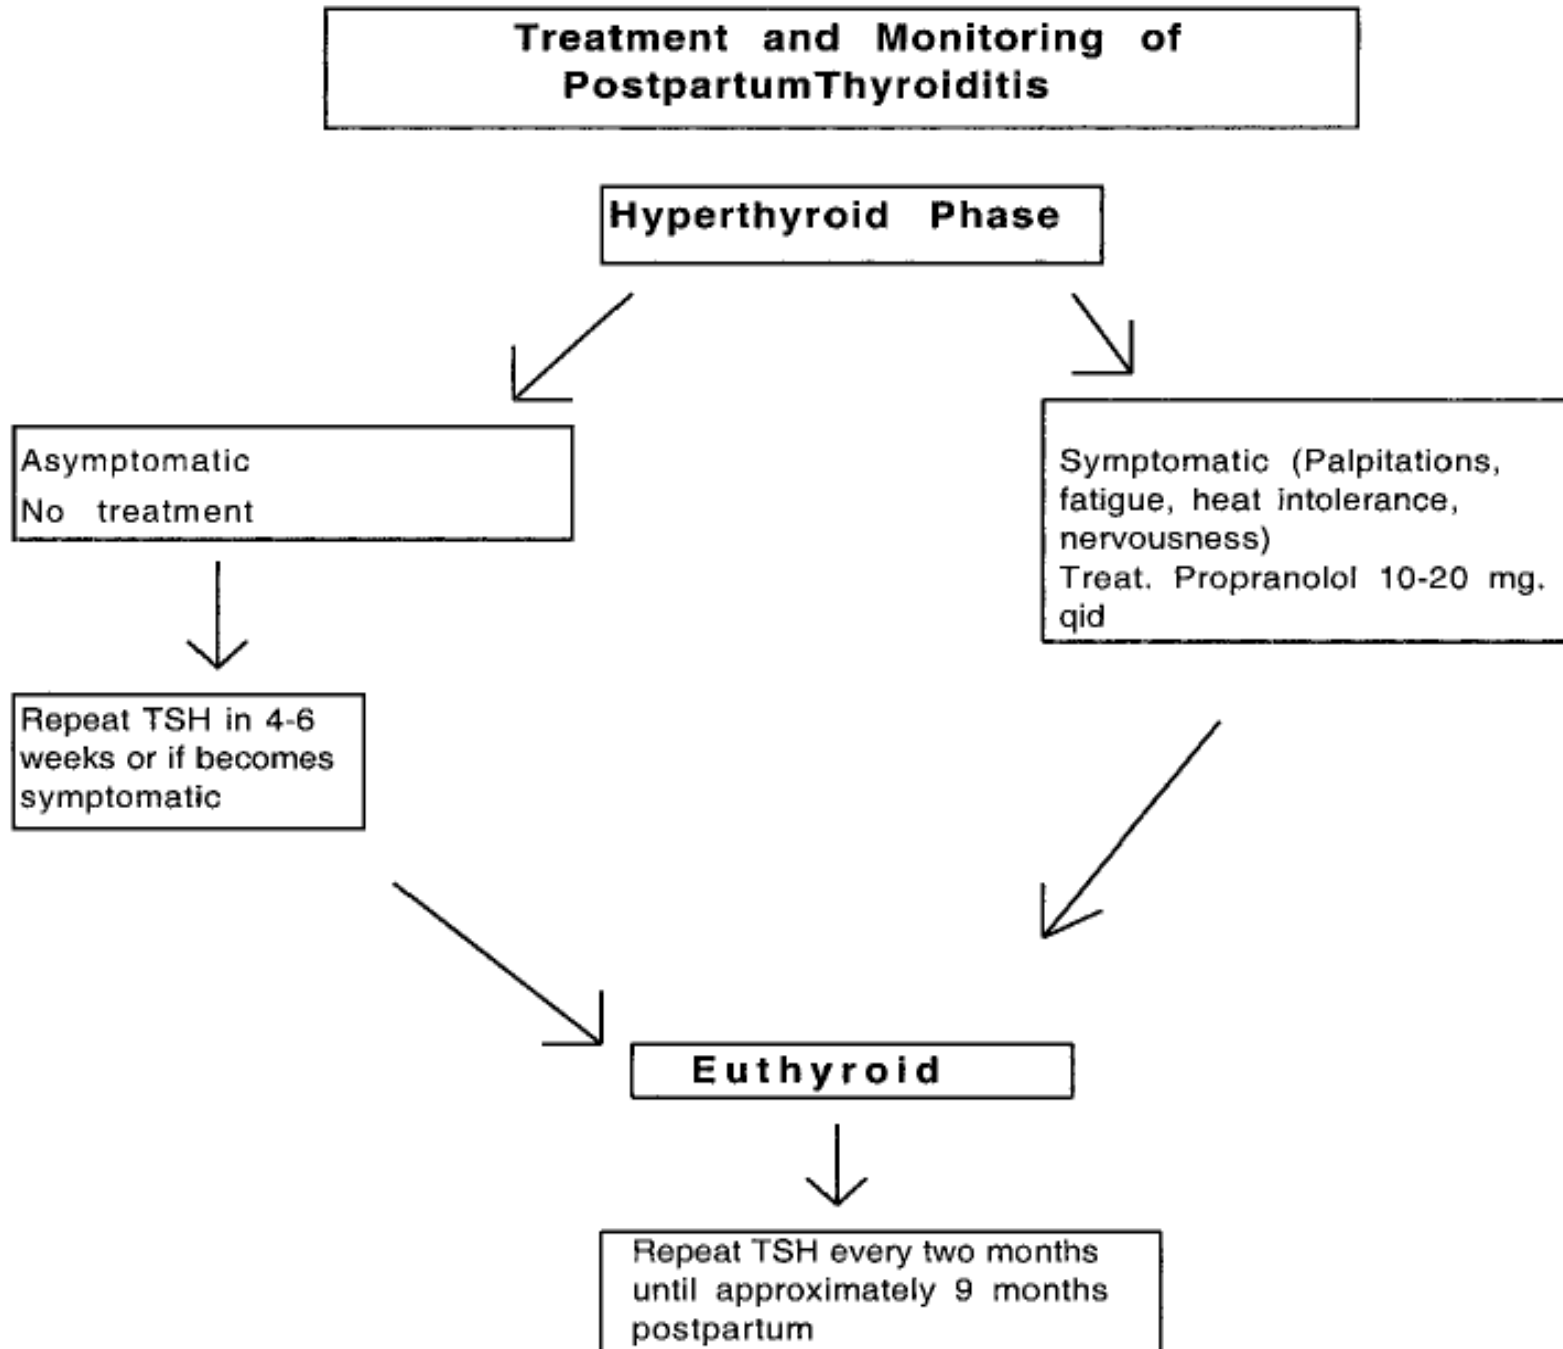 Treatment and Monitoring of
PostpartumThyroiditis
Hyperthyroid Phase
Asymptomatic
No treatment
Symptomatic (Palpitations,
fatigue, heat intolerance,
nervousness)
Treat. Propranolol 10-20 mg.
qid
Repeat TSH in 4-6
weeks or if becomes
symptomatic
Euthyroid
Repeat TSH every two months
until approximately 9 months
postpartum